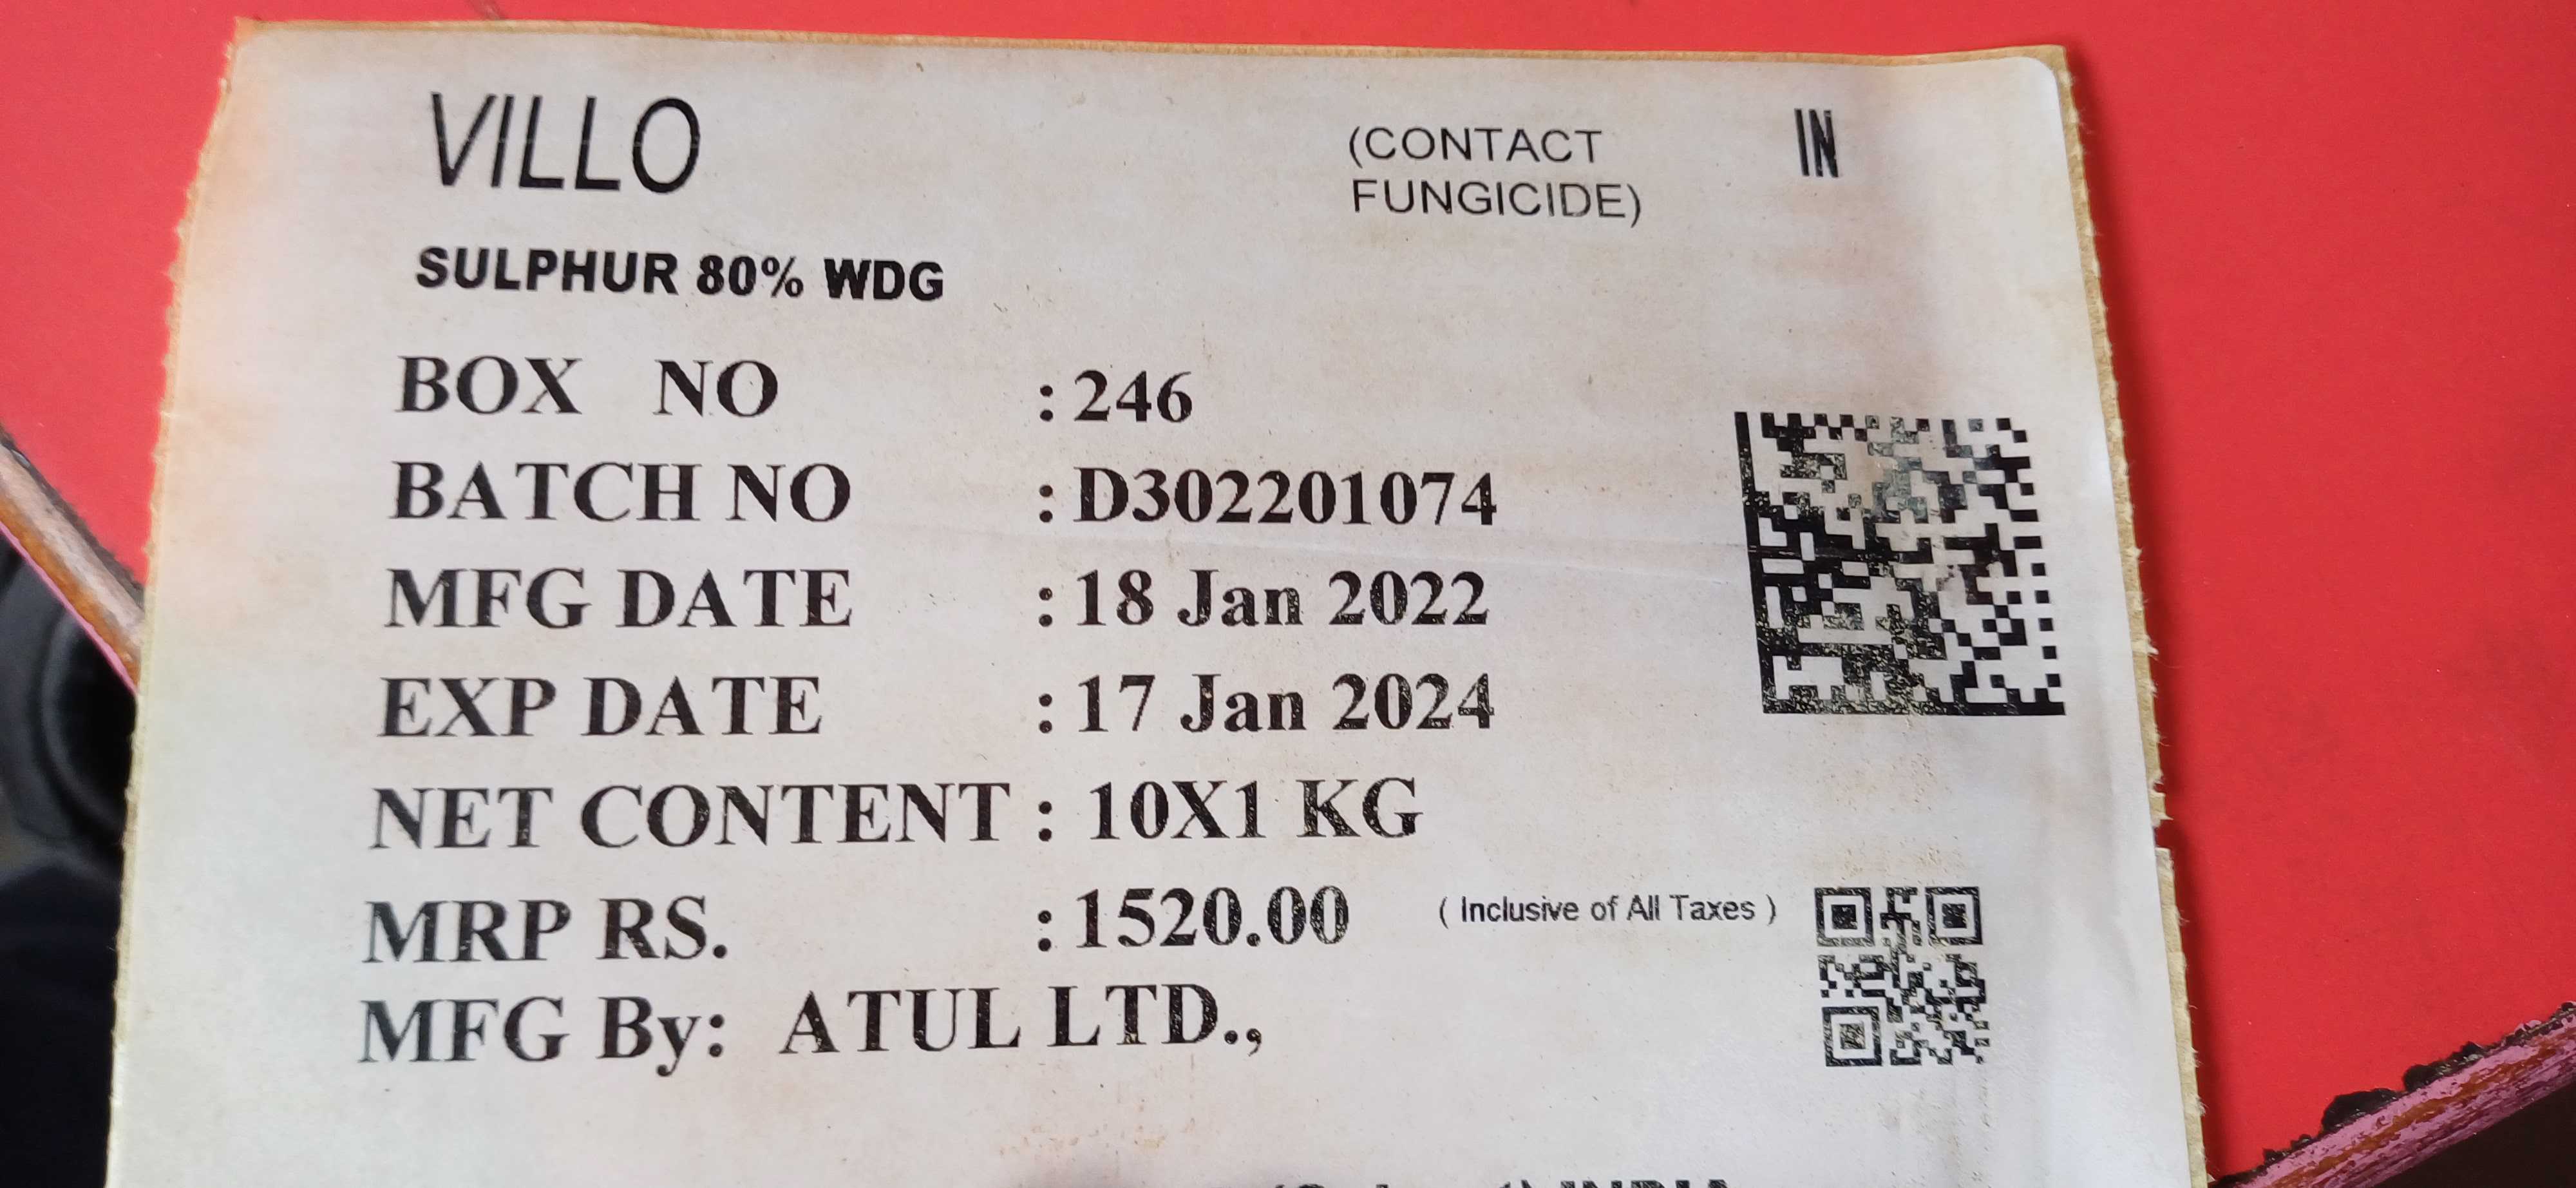 VILLO
(CONTACT
FUNGICIDE)
IN
SULPHUR 80% WDG
BOX NO : 246
BATCH NO : D302201074
MFG DATE : 18 Jan 2022
EXP DATE : 17 Jan 2024
NET CONTENT : 10X1 KG
MRP RS. : 1520.00 ( Inclusive of All Taxes )
MFG By: ATUL LTD.,